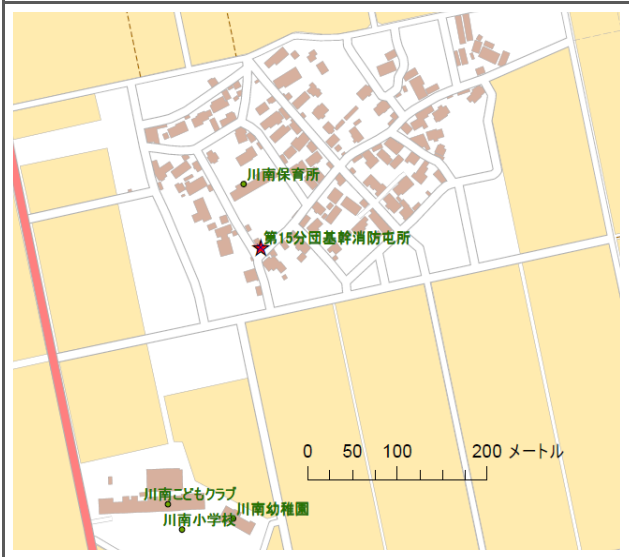 川南保育所
第15分団基幹消防屯所
0 50 100 200 メートル
川南こどもクラブ
川南幼稚園
川南小学校